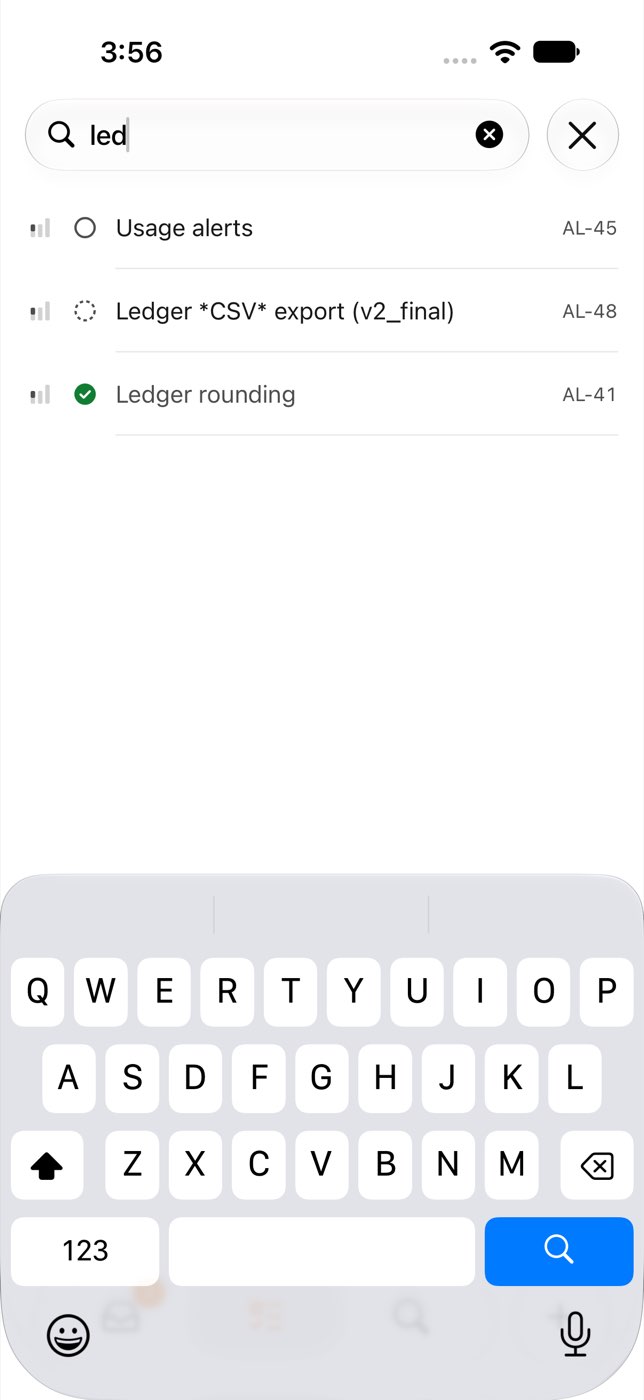 3:56
led
Usage alerts AL-45
Ledger *CSV* export (v2_final) AL-48
Ledger rounding AL-41
Q W E R T Y U I O P
A S D F G H J K L
Z X C V B N M
123